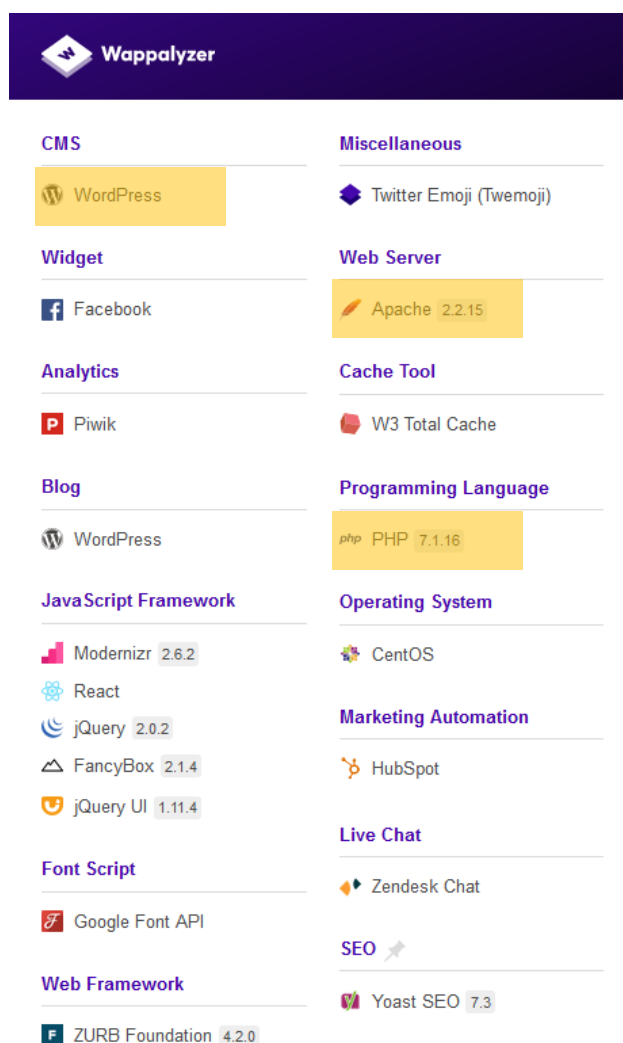 Wappalyzer
CMS
WordPress
Widget
Facebook
Analytics
Piwik
Blog
WordPress
JavaScript Framework
Modernizr 2.6.2
React
jQuery 2.0.2
FancyBox 2.1.4
jQuery UI 1.11.4
Font Script
Google Font API
Web Framework
ZURB Foundation 4.2.0
Miscellaneous
Twitter Emoji (Twemoji)
Web Server
Apache 2.2.15
Cache Tool
W3 Total Cache
Programming Language
php PHP 7.1.16
Operating System
CentOS
Marketing Automation
HubSpot
Live Chat
Zendesk Chat
SEO
Yoast SEO 7.3